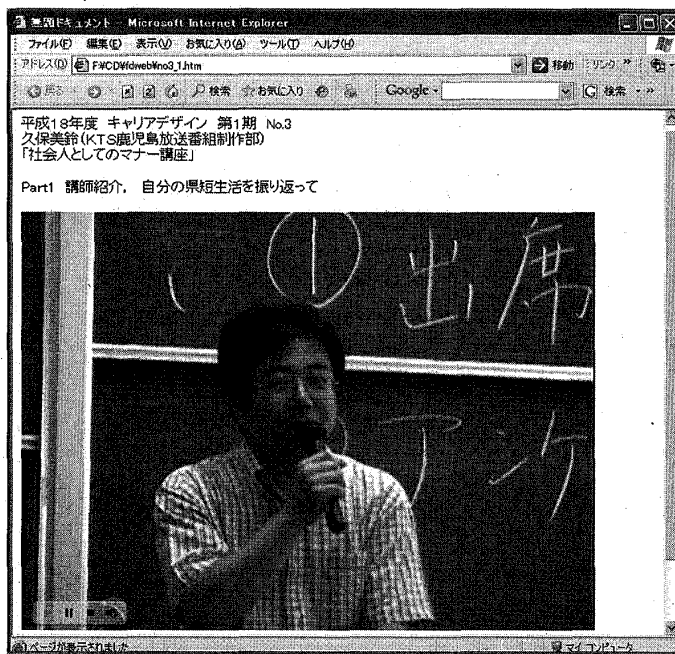 無題ドキュメント - Microsoft Internet Explorer
ファイル(F) 編集(E) 表示(V) お気に入り(A) ツール(T) ヘルプ(H)
アドレス(D) F:¥CD¥fdweb¥no3_1.htm 移動 リンク »
戻る 検索 お気に入り Google 検索 »
平成18年度 キャリアデザイン 第1期 No.3
久保美鈴(KTS鹿児島放送番組制作部)
「社会人としてのマナー講座」
Part1 講師紹介, 自分の県短生活を振り返って
① 出席
アンケ
ページが表示されました マイ コンピュータ